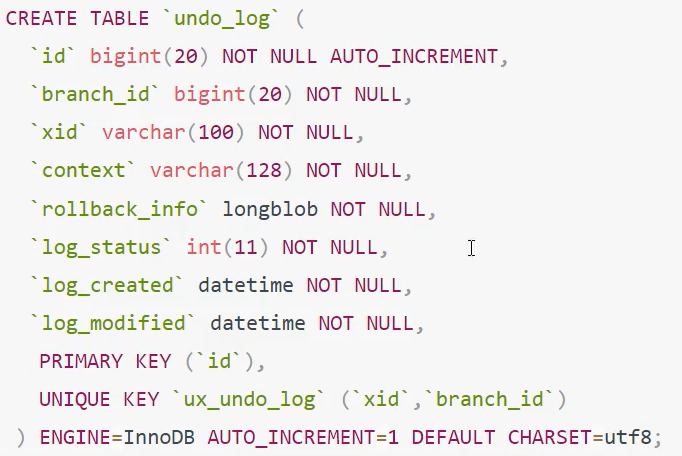 CREATE TABLE `undo_log` (
`id` bigint(20) NOT NULL AUTO_INCREMENT,
`branch_id` bigint(20) NOT NULL,
`xid` varchar(100) NOT NULL,
`context` varchar(128) NOT NULL,
`rollback_info` longblob NOT NULL,
`log_status` int(11) NOT NULL,
`log_created` datetime NOT NULL,
`log_modified` datetime NOT NULL,
PRIMARY KEY (`id`),
UNIQUE KEY `ux_undo_log` (`xid`,`branch_id`)
) ENGINE=InnoDB AUTO_INCREMENT=1 DEFAULT CHARSET=utf8;